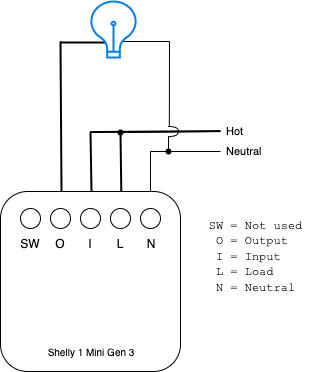 Hot
Neutral
SW O I L N
SW = Not used
O = Output
I = Input
L = Load
N = Neutral
Shelly 1 Mini Gen 3